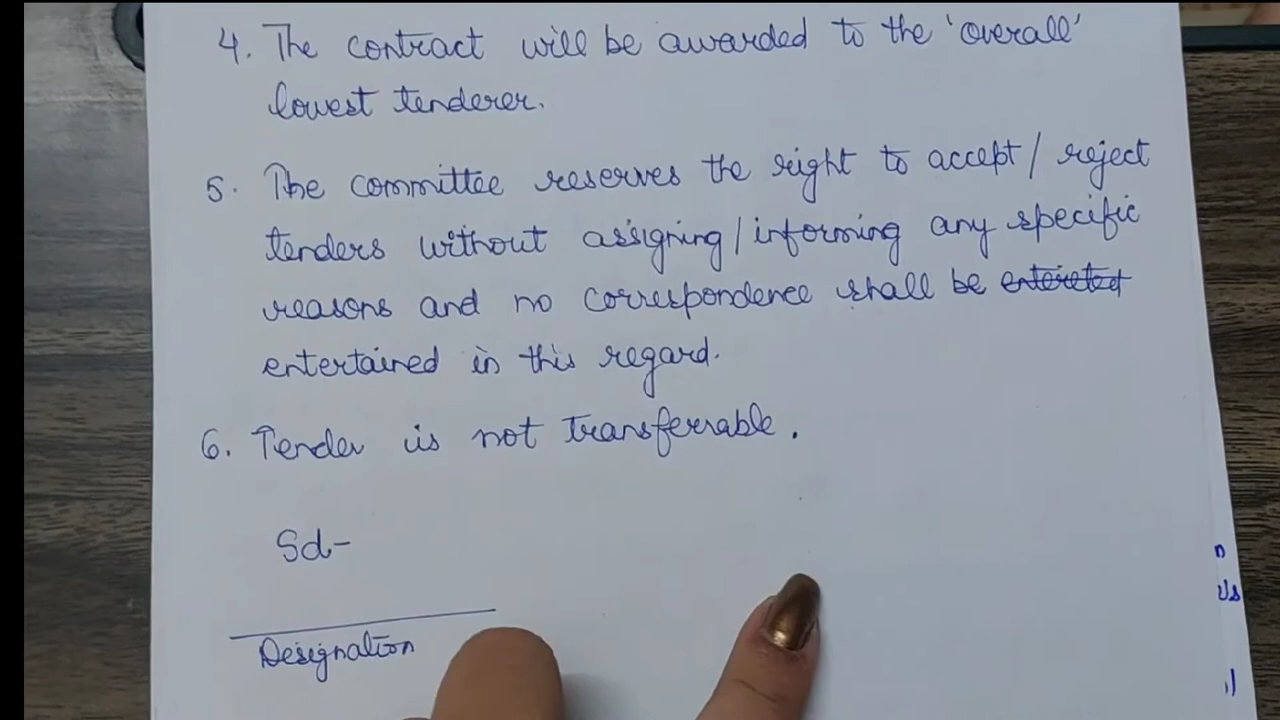 4. The contract will be awarded to the 'overall'
lowest tenderer.
5. The committee reserves the right to accept/ reject
tenders without assigning/informing any specific
reasons and no correspondence shall be
entertained in this regard.
6. Tender is not transferrable.
Sd-
Designation